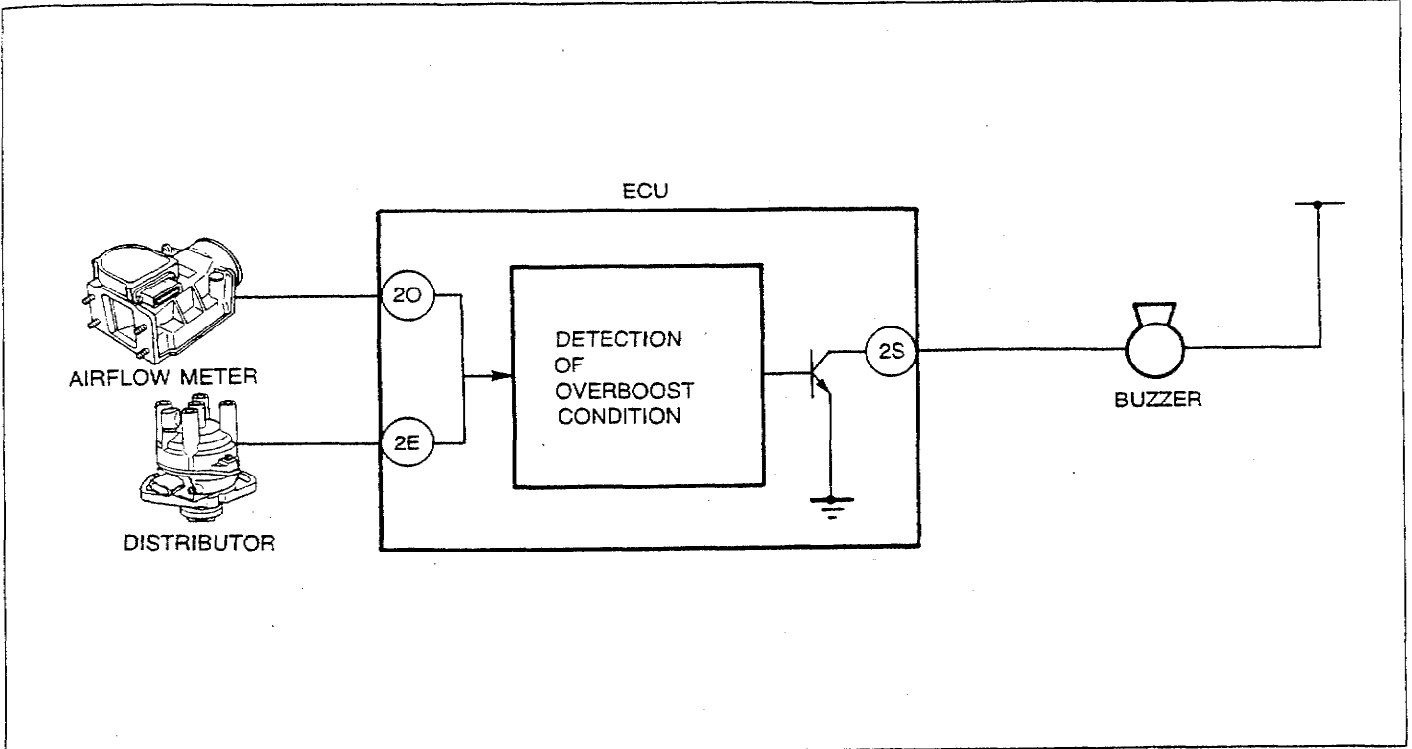 ECU
2O
AIRFLOW METER
DETECTION
OF
OVERBOOST
CONDITION
2S
BUZZER
2E
DISTRIBUTOR